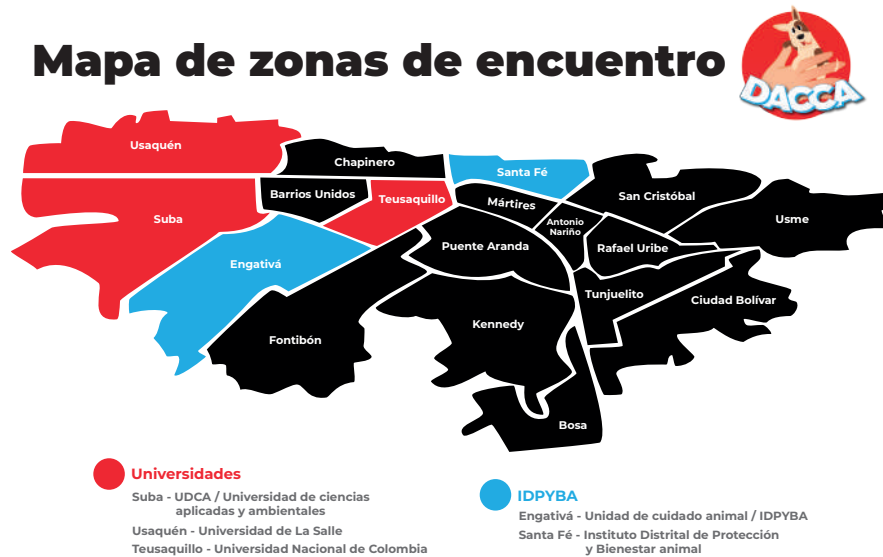 Mapa de zonas de encuentro
DACCA
Usaquén
Chapinero
Santa Fé
Barrios Unidos
Teusaquillo
Mártires
San Cristóbal
Suba
Antonio
Nariño
Usme
Puente Aranda
Rafael Uribe
Engativá
Tunjuelito
Ciudad Bolívar
Kennedy
Fontibón
Bosa
Universidades
Suba - UDCA / Universidad de ciencias
aplicadas y ambientales
Usaquén - Universidad de La Salle
Teusaquillo - Universidad Nacional de Colombia
IDPYBA
Engativá - Unidad de cuidado animal / IDPYBA
Santa Fé - Instituto Distrital de Protección
y Bienestar animal